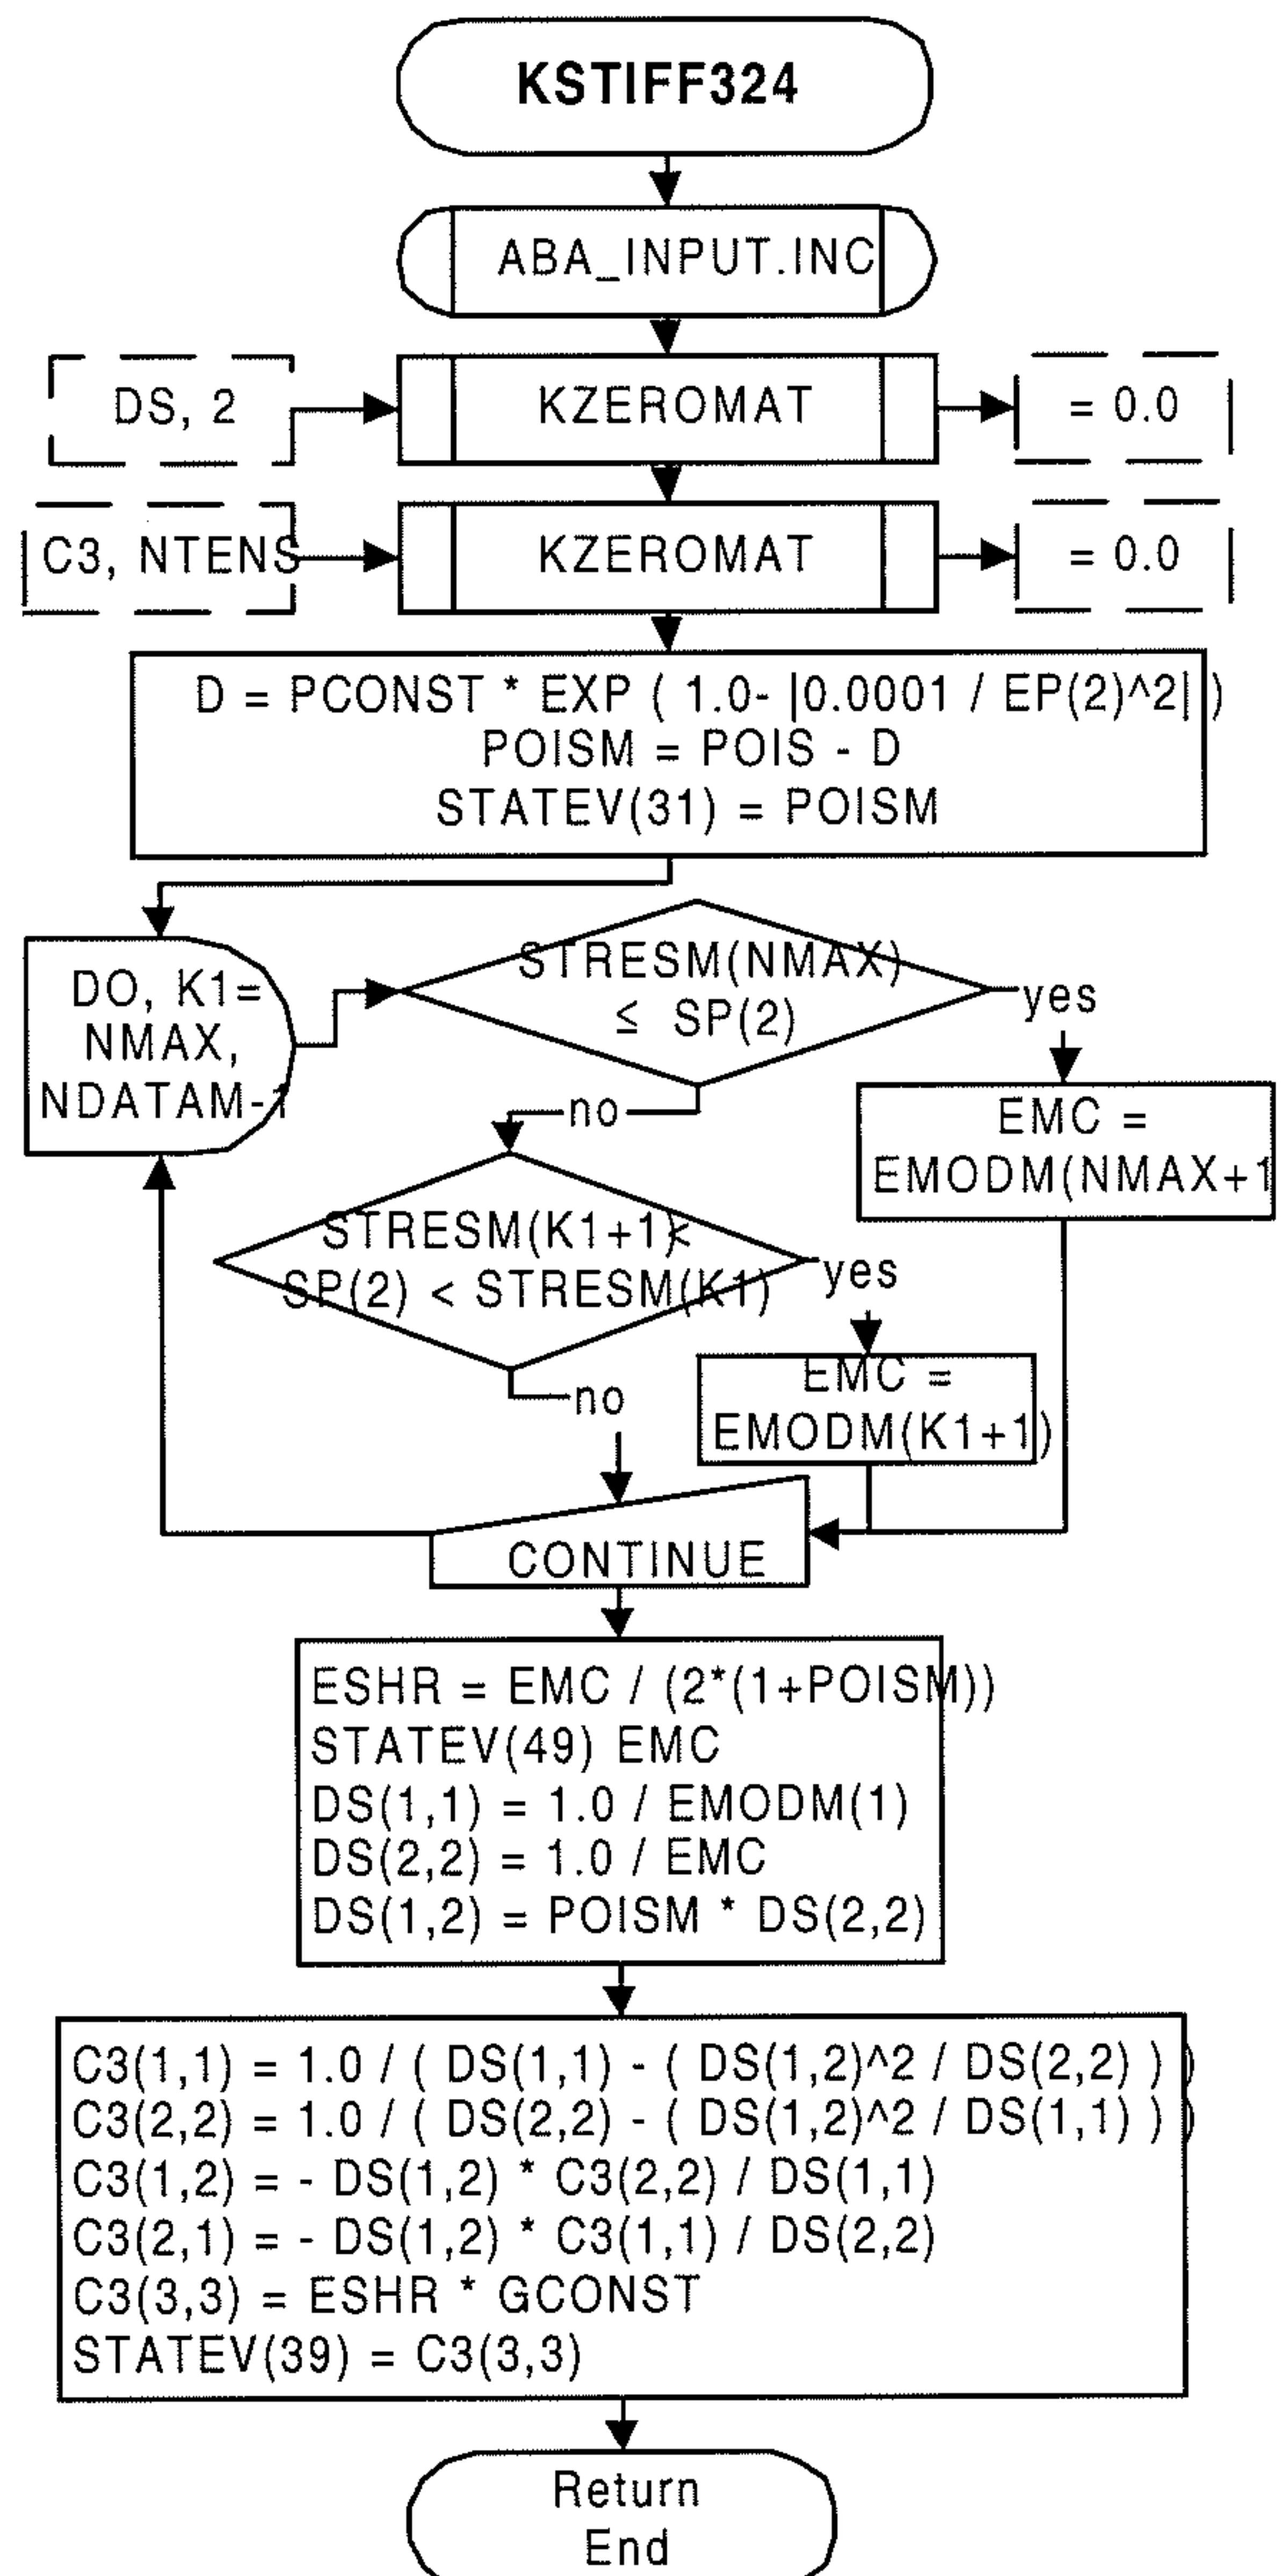 KSTIFF324
ABA_INPUT.INC
DS, 2
KZEROMAT
= 0.0
C3, NTENS
KZEROMAT
= 0.0
D = PCONST * EXP ( 1.0- |0.0001 / EP(2)^2| )
POISM = POIS - D
STATEV(31) = POISM
DO, K1=
NMAX,
NDATAM-1
STRESM(NMAX)
≤ SP(2)
yes
no
EMC =
EMODM(NMAX+1
STRESM(K1+1)<
SP(2) < STRESM(K1)
yes
no
EMC =
EMODM(K1+1)
CONTINUE
ESHR = EMC / (2*(1+POISM))
STATEV(49) EMC
DS(1,1) = 1.0 / EMODM(1)
DS(2,2) = 1.0 / EMC
DS(1,2) = POISM * DS(2,2)
C3(1,1) = 1.0 / ( DS(1,1) - ( DS(1,2)^2 / DS(2,2) ) )
C3(2,2) = 1.0 / ( DS(2,2) - ( DS(1,2)^2 / DS(1,1) ) )
C3(1,2) = - DS(1,2) * C3(2,2) / DS(1,1)
C3(2,1) = - DS(1,2) * C3(1,1) / DS(2,2)
C3(3,3) = ESHR * GCONST
STATEV(39) = C3(3,3)
Return
End